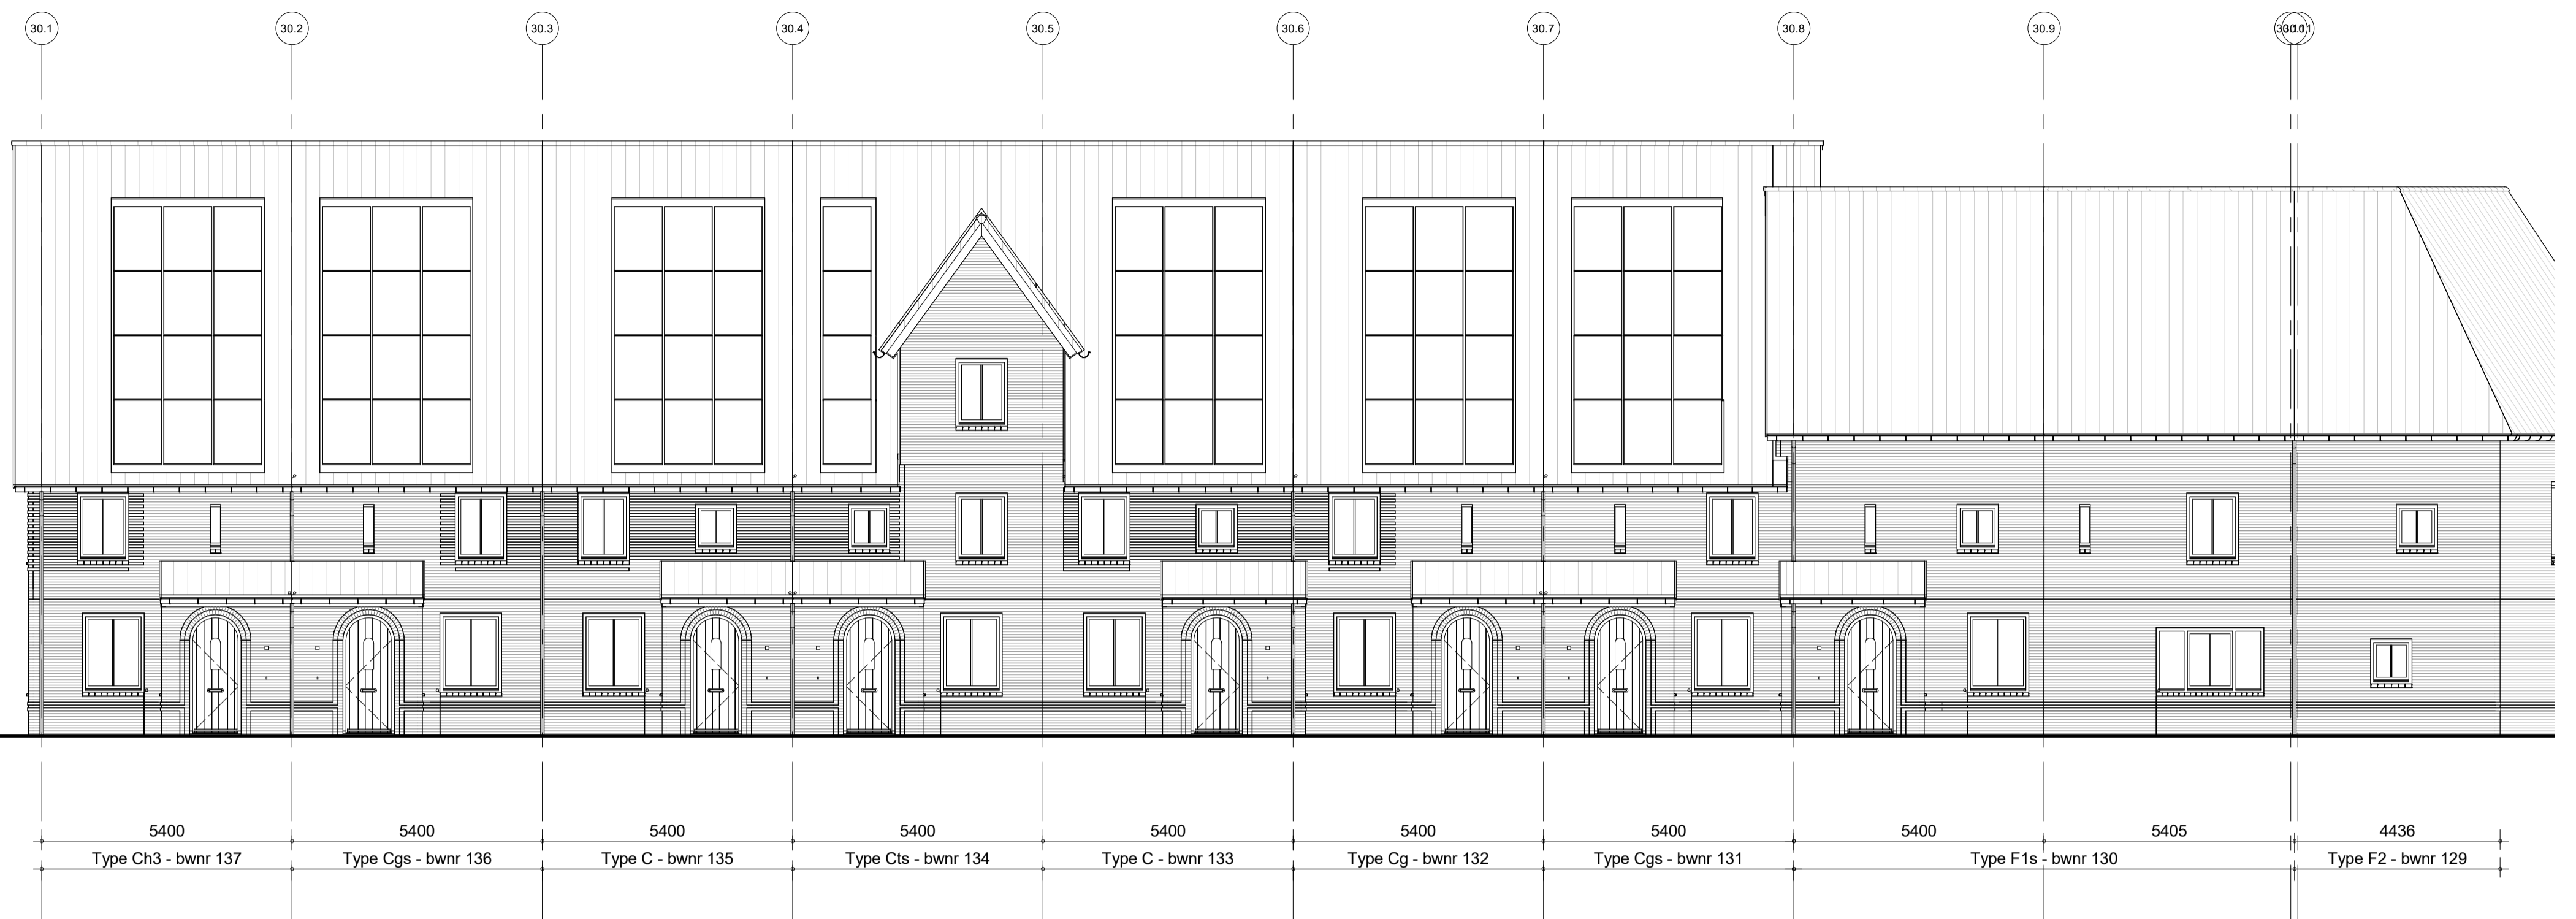 30.1 30.2 30.3 30.4 30.5 30.6 30.7 30.8 30.9
5400 5400 5400 5400 5400 5400 5400 5400 5405 4436
Type Ch3 - bwnr 137 Type Cgs - bwnr 136 Type C - bwnr 135 Type Cts - bwnr 134 Type C - bwnr 133 Type Cg - bwnr 132 Type Cgs - bwnr 131 Type F1s - bwnr 130 Type F2 - bwnr 129